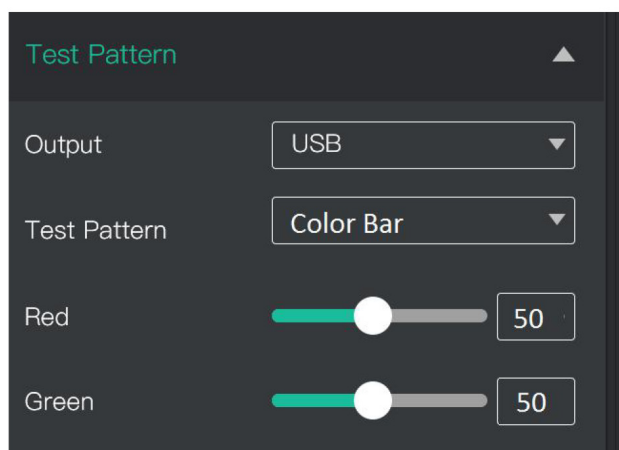 Test Pattern
Output USB
Test Pattern Color Bar
Red 50
Green 50